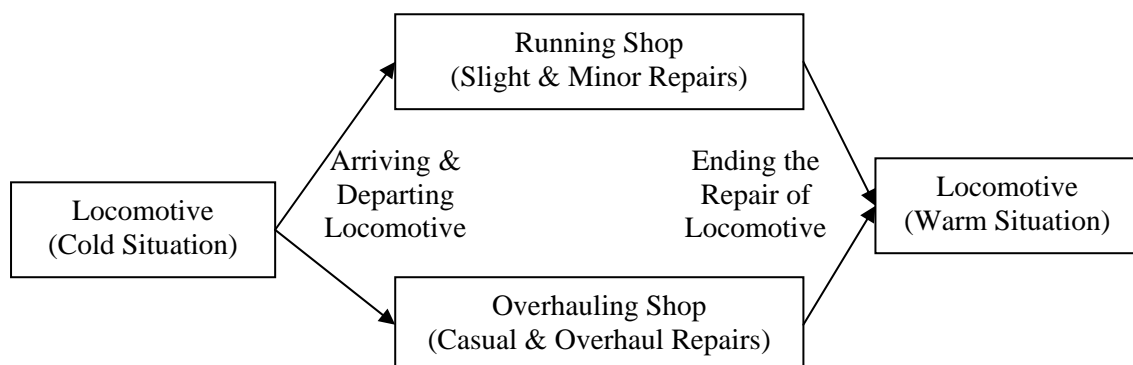 Running Shop
(Slight & Minor Repairs)
Arriving &
Departing
Locomotive
Ending the
Repair of
Locomotive
Locomotive
(Cold Situation)
Locomotive
(Warm Situation)
Overhauling Shop
(Casual & Overhaul Repairs)